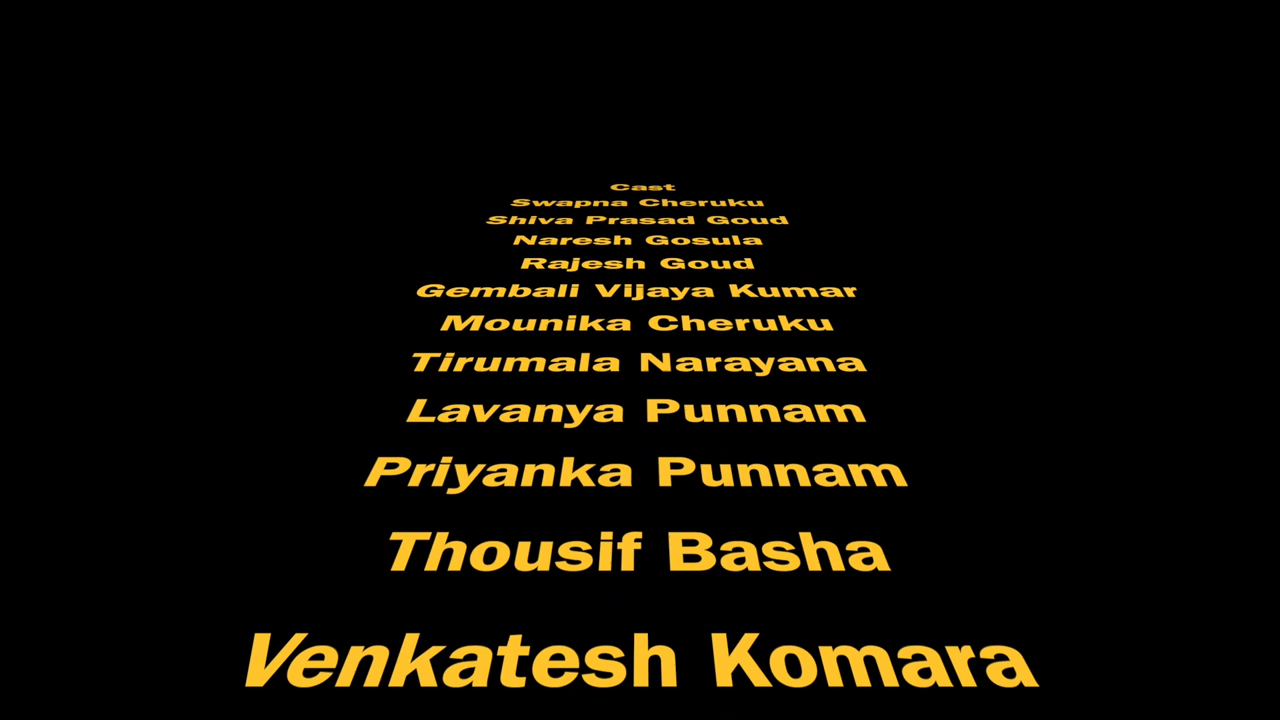 Cast
Swapna Cheruku
Shiva Prasad Goud
Naresh Gosula
Rajesh Goud
Gembali Vijaya Kumar
Mounika Cheruku
Tirumala Narayana
Lavanya Punnam
Priyanka Punnam
Thousif Basha
Venkatesh Komara